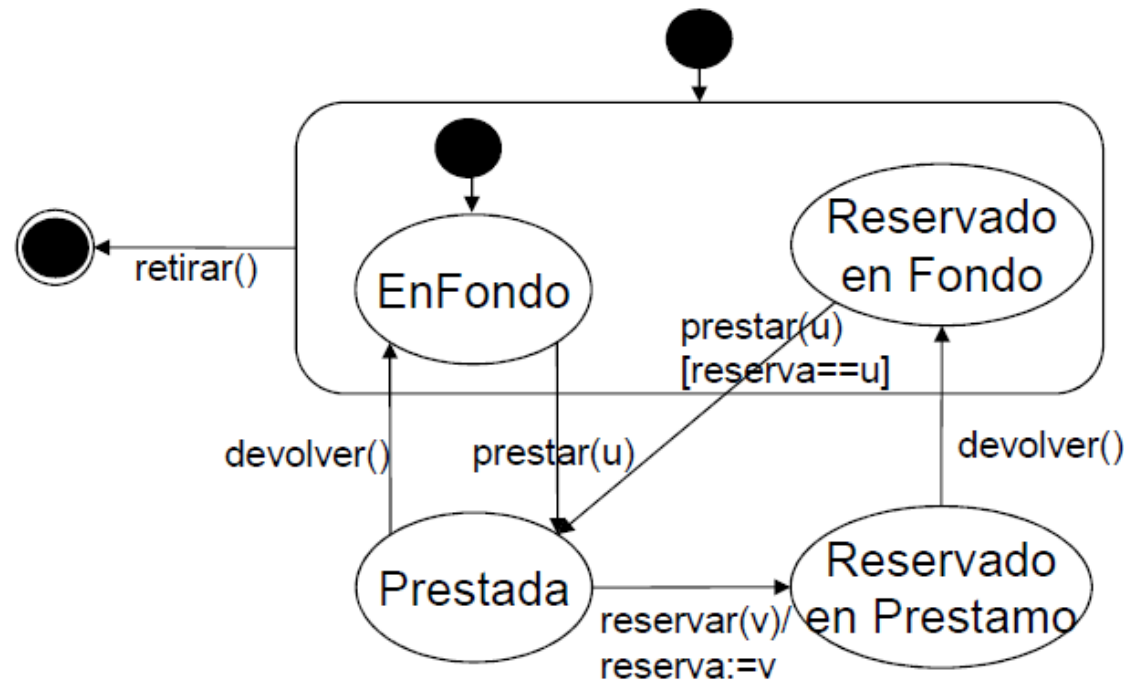 Reservado
en Fondo
retirar()
EnFondo
prestar(u)
[reserva==u]
devolver()
prestar(u)
devolver()
Prestada
Reservado
en Prestamo
reservar(v)/
reserva:=v